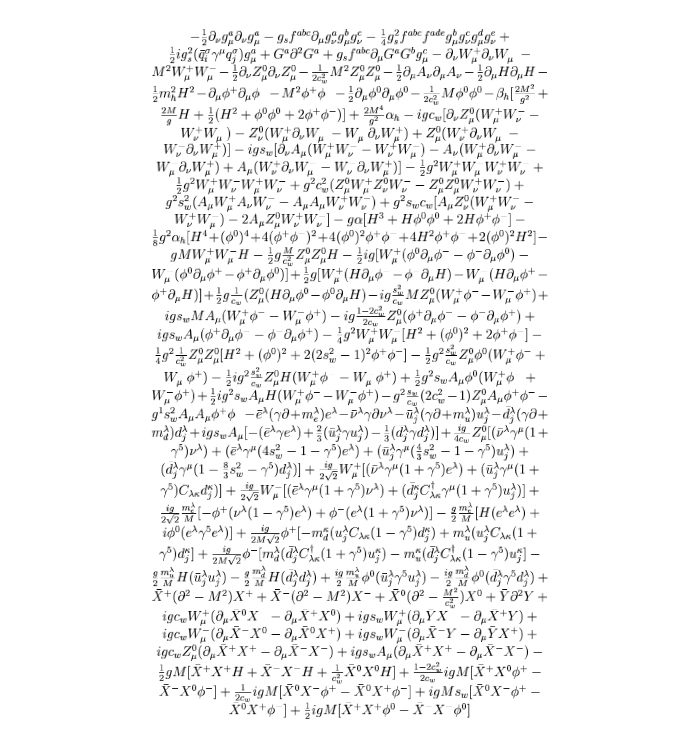 -\frac{1}{2}\partial_\nu g^a_\mu \partial_\nu g^a_\mu - g_s f^{abc}\partial_\mu g^a_\nu g^b_\mu g^c_\nu - \frac{1}{4}g^2_s f^{abc}f^{ade}g^b_\mu g^c_\nu g^d_\mu g^e_\nu +
\frac{1}{2}ig^2_s(\bar{q}^\sigma_i\gamma^\mu q^\sigma_j)g^a_\mu + \bar{G}^a\partial^2 G^a + g_s f^{abc}\partial_\mu \bar{G}^a G^b g^c_\mu - \partial_\nu W^+_\mu \partial_\nu W^-_\mu -
M^2 W^+_\mu W^-_\mu - \frac{1}{2}\partial_\nu Z^0_\mu \partial_\nu Z^0_\mu - \frac{1}{2c^2_w}M^2 Z^0_\mu Z^0_\mu - \frac{1}{2}\partial_\mu A_\nu \partial_\mu A_\nu - \frac{1}{2}\partial_\mu H \partial_\mu H -
\frac{1}{2}m^2_h H^2 - \partial_\mu \phi^+ \partial_\mu \phi^- - M^2 \phi^+ \phi^- - \frac{1}{2}\partial_\mu \phi^0 \partial_\mu \phi^0 - \frac{1}{2c^2_w}M\phi^0\phi^0 - \beta_h[\frac{2M^2}{g^2} +
\frac{2M}{g}H + \frac{1}{2}(H^2 + \phi^0\phi^0 + 2\phi^+\phi^-)] + \frac{2M^4}{g^2}\alpha_h - igc_w[\partial_\nu Z^0_\mu(W^+_\mu W^-_\nu -
W^+_\nu W^-_\mu) - Z^0_\nu(W^+_\mu \partial_\nu W^-_\mu - W^-_\mu \partial_\nu W^+_\mu) + Z^0_\mu(W^+_\nu \partial_\nu W^-_\mu -
W^-_\nu \partial_\nu W^+_\mu)] - igs_w[\partial_\nu A_\mu(W^+_\mu W^-_\nu - W^+_\nu W^-_\mu) - A_\nu(W^+_\mu \partial_\nu W^-_\mu -
W^-_\mu \partial_\nu W^+_\mu) + A_\mu(W^+_\nu \partial_\nu W^-_\mu - W^-_\nu \partial_\nu W^+_\mu)] - \frac{1}{2}g^2 W^+_\mu W^-_\mu W^+_\nu W^-_\nu +
\frac{1}{2}g^2 W^+_\mu W^-_\nu W^+_\mu W^-_\nu + g^2 c^2_w(Z^0_\mu W^+_\mu Z^0_\nu W^-_\nu - Z^0_\mu Z^0_\mu W^+_\nu W^-_\nu) +
g^2 s^2_w(A_\mu W^+_\mu A_\nu W^-_\nu - A_\mu A_\mu W^+_\nu W^-_\nu) + g^2 s_w c_w[A_\mu Z^0_\nu(W^+_\mu W^-_\nu -
W^+_\nu W^-_\mu) - 2A_\mu Z^0_\mu W^+_\nu W^-_\nu] - g\alpha[H^3 + H\phi^0\phi^0 + 2H\phi^+\phi^-] -
\frac{1}{8}g^2\alpha_h[H^4 + (\phi^0)^4 + 4(\phi^+\phi^-)^2 + 4(\phi^0)^2\phi^+\phi^- + 4H^2\phi^+\phi^- + 2(\phi^0)^2H^2] -
gMW^+_\mu W^-_\mu H - \frac{1}{2}g\frac{M}{c^2_w}Z^0_\mu Z^0_\mu H - \frac{1}{2}ig[W^+_\mu(\phi^0\partial_\mu\phi^- - \phi^-\partial_\mu\phi^0) -
W^-_\mu(\phi^0\partial_\mu\phi^+ - \phi^+\partial_\mu\phi^0)] + \frac{1}{2}g[W^+_\mu(H\partial_\mu\phi^- - \phi^-\partial_\mu H) - W^-_\mu(H\partial_\mu\phi^+ -
\phi^+\partial_\mu H)] + \frac{1}{2}g\frac{1}{c_w}(Z^0_\mu(H\partial_\mu\phi^0 - \phi^0\partial_\mu H) - ig\frac{s^2_w}{c_w}MZ^0_\mu(W^+_\mu\phi^- - W^-_\mu\phi^+) +
igs_w MA_\mu(W^+_\mu\phi^- - W^-_\mu\phi^+) - ig\frac{1-2c^2_w}{2c_w}Z^0_\mu(\phi^+\partial_\mu\phi^- - \phi^-\partial_\mu\phi^+) +
igs_w A_\mu(\phi^+\partial_\mu\phi^- - \phi^-\partial_\mu\phi^+) - \frac{1}{4}g^2 W^+_\mu W^-_\mu[H^2 + (\phi^0)^2 + 2\phi^+\phi^-] -
\frac{1}{4}g^2\frac{1}{c^2_w}Z^0_\mu Z^0_\mu[H^2 + (\phi^0)^2 + 2(2s^2_w - 1)^2\phi^+\phi^-] - \frac{1}{2}g^2\frac{s^2_w}{c_w}Z^0_\mu\phi^0(W^+_\mu\phi^- +
W^-_\mu\phi^+) - \frac{1}{2}ig^2\frac{s^2_w}{c_w}Z^0_\mu H(W^+_\mu\phi^- - W^-_\mu\phi^+) + \frac{1}{2}g^2 s_w A_\mu\phi^0(W^+_\mu\phi^- +
W^-_\mu\phi^+) + \frac{1}{2}ig^2 s_w A_\mu H(W^+_\mu\phi^- - W^-_\mu\phi^+) - g^2\frac{s_w}{c_w}(2c^2_w - 1)Z^0_\mu A_\mu\phi^+\phi^- -
g^1 s^2_w A_\mu A_\mu\phi^+\phi^- - \bar{e}^\lambda(\gamma\partial + m^\lambda_e)e^\lambda - \bar{\nu}^\lambda\gamma\partial\nu^\lambda - \bar{u}^\lambda_j(\gamma\partial + m^\lambda_u)u^\lambda_j - \bar{d}^\lambda_j(\gamma\partial +
m^\lambda_d)d^\lambda_j + igs_w A_\mu[-(\bar{e}^\lambda\gamma e^\lambda) + \frac{2}{3}(\bar{u}^\lambda_j\gamma u^\lambda_j) - \frac{1}{3}(\bar{d}^\lambda_j\gamma d^\lambda_j)] + \frac{ig}{4c_w}Z^0_\mu[(\bar{\nu}^\lambda\gamma^\mu(1 +
\gamma^5)\nu^\lambda) + (\bar{e}^\lambda\gamma^\mu(4s^2_w - 1 - \gamma^5)e^\lambda) + (\bar{u}^\lambda_j\gamma^\mu(\frac{4}{3}s^2_w - 1 - \gamma^5)u^\lambda_j) +
(\bar{d}^\lambda_j\gamma^\mu(1 - \frac{8}{3}s^2_w - \gamma^5)d^\lambda_j)] + \frac{ig}{2\sqrt{2}}W^+_\mu[(\bar{\nu}^\lambda\gamma^\mu(1 + \gamma^5)e^\lambda) + (\bar{u}^\lambda_j\gamma^\mu(1 +
\gamma^5)C_{\lambda\kappa}d^\kappa_j)] + \frac{ig}{2\sqrt{2}}W^-_\mu[(\bar{e}^\lambda\gamma^\mu(1 + \gamma^5)\nu^\lambda) + (\bar{d}^\kappa_j C^\dagger_{\lambda\kappa}\gamma^\mu(1 + \gamma^5)u^\lambda_j)] +
\frac{ig}{2\sqrt{2}}\frac{m^\lambda_e}{M}[-\phi^+(\bar{\nu}^\lambda(1 - \gamma^5)e^\lambda) + \phi^-(\bar{e}^\lambda(1 + \gamma^5)\nu^\lambda)] - \frac{g}{2}\frac{m^\lambda_e}{M}[H(\bar{e}^\lambda e^\lambda) +
i\phi^0(\bar{e}^\lambda\gamma^5 e^\lambda)] + \frac{ig}{2M\sqrt{2}}\phi^+[-m^\kappa_d(\bar{u}^\lambda_j C_{\lambda\kappa}(1 - \gamma^5)d^\kappa_j) + m^\lambda_u(\bar{u}^\lambda_j C_{\lambda\kappa}(1 +
\gamma^5)d^\kappa_j] + \frac{ig}{2M\sqrt{2}}\phi^-[m^\lambda_d(\bar{d}^\lambda_j C^\dagger_{\lambda\kappa}(1 + \gamma^5)u^\kappa_j) - m^\kappa_u(\bar{d}^\lambda_j C^\dagger_{\lambda\kappa}(1 - \gamma^5)u^\kappa_j] -
\frac{g}{2}\frac{m^\lambda_u}{M}H(\bar{u}^\lambda_j u^\lambda_j) - \frac{g}{2}\frac{m^\lambda_d}{M}H(\bar{d}^\lambda_j d^\lambda_j) + \frac{ig}{2}\frac{m^\lambda_u}{M}\phi^0(\bar{u}^\lambda_j\gamma^5 u^\lambda_j) - \frac{ig}{2}\frac{m^\lambda_d}{M}\phi^0(\bar{d}^\lambda_j\gamma^5 d^\lambda_j) +
\bar{X}^+(\partial^2 - M^2)X^+ + \bar{X}^-(\partial^2 - M^2)X^- + \bar{X}^0(\partial^2 - \frac{M^2}{c^2_w})X^0 + \bar{Y}\partial^2 Y +
igc_w W^+_\mu(\partial_\mu\bar{X}^0 X^- - \partial_\mu\bar{X}^+ X^0) + igs_w W^+_\mu(\partial_\mu\bar{Y}X^- - \partial_\mu\bar{X}^+ Y) +
igc_w W^-_\mu(\partial_\mu\bar{X}^- X^0 - \partial_\mu\bar{X}^0 X^+) + igs_w W^-_\mu(\partial_\mu\bar{X}^- Y - \partial_\mu\bar{Y}X^+) +
igc_w Z^0_\mu(\partial_\mu\bar{X}^+ X^+ - \partial_\mu\bar{X}^- X^-) + igs_w A_\mu(\partial_\mu\bar{X}^+ X^+ - \partial_\mu\bar{X}^- X^-) -
\frac{1}{2}gM[\bar{X}^+ X^+ H + \bar{X}^- X^- H + \frac{1}{c^2_w}\bar{X}^0 X^0 H] + \frac{1-2c^2_w}{2c_w}igM[\bar{X}^+ X^0\phi^+ -
\bar{X}^- X^0\phi^-] + \frac{1}{2c_w}igM[\bar{X}^0 X^-\phi^+ - \bar{X}^0 X^+\phi^-] + igMs_w[\bar{X}^0 X^-\phi^+ -
\bar{X}^0 X^+\phi^-] + \frac{1}{2}igM[\bar{X}^+ X^+\phi^0 - \bar{X}^- X^-\phi^0]